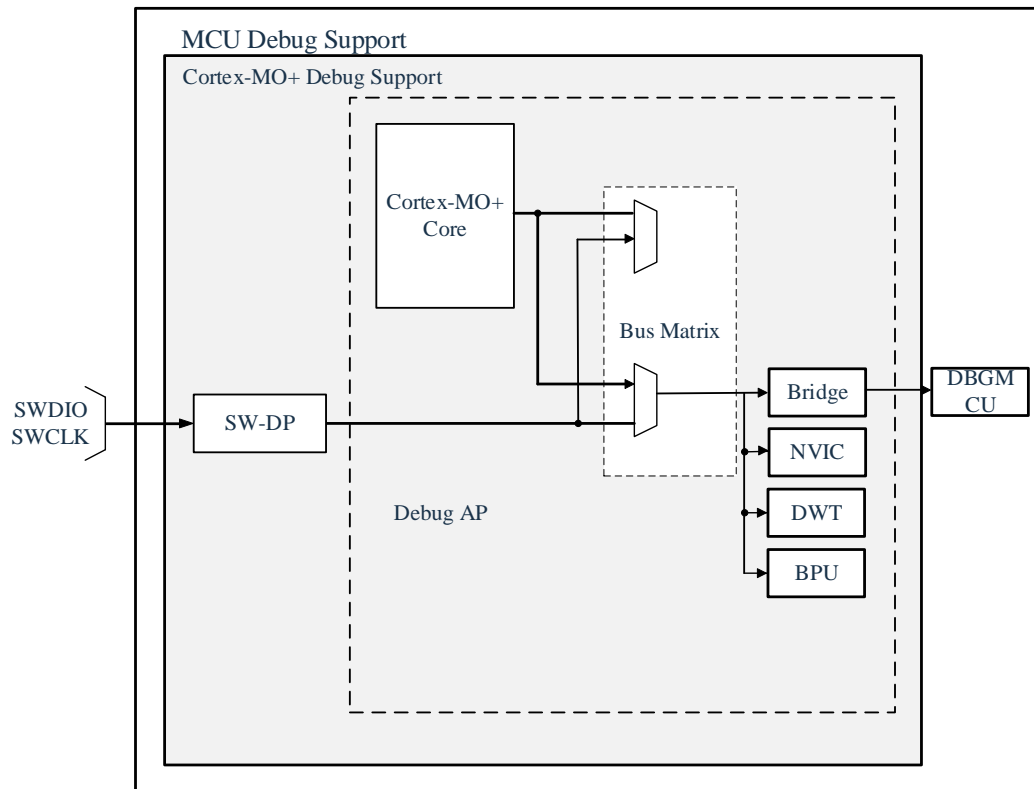 MCU Debug Support
Cortex-MO+ Debug Support
Cortex-MO+
Core
Bus Matrix
SWDIO
SWCLK
SW-DP
Bridge
DBGM
CU
NVIC
Debug AP
DWT
BPU